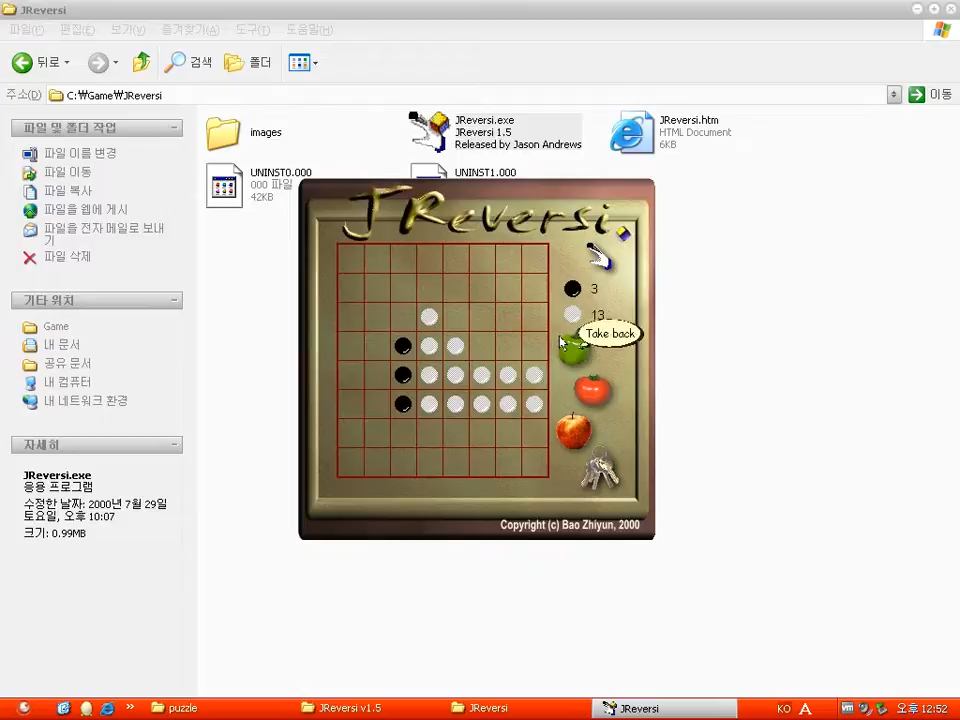 JReversi
파일(F) 편집(E) 보기(V) 즐겨찾기(A) 도구(T) 도움말(H)
뒤로 검색 폴더
주소(D) C:\Game\JReversi 이동
파일 및 폴더 작업
파일 이름 변경
파일 이동
파일 복사
파일을 웹에 게시
파일을 전자 메일로 보내
기
파일 삭제
기타 위치
Game
내 문서
공유 문서
내 컴퓨터
내 네트워크 환경
자세히
JReversi.exe
응용 프로그램
수정한 날짜: 2000년 7월 29일
토요일, 오후 10:07
크기: 0.99MB
images
JReversi.exe
JReversi 1.5
Released by Jason Andrews
JReversi.htm
HTML Document
6KB
UNINST0.000
000 파일
42KB
UNINST1.000
JReversi
3
13
Take back
Copyright (c) Bao Zhiyun, 2000
puzzle JReversi v1.5 JReversi JReversi KO A 오후 12:52